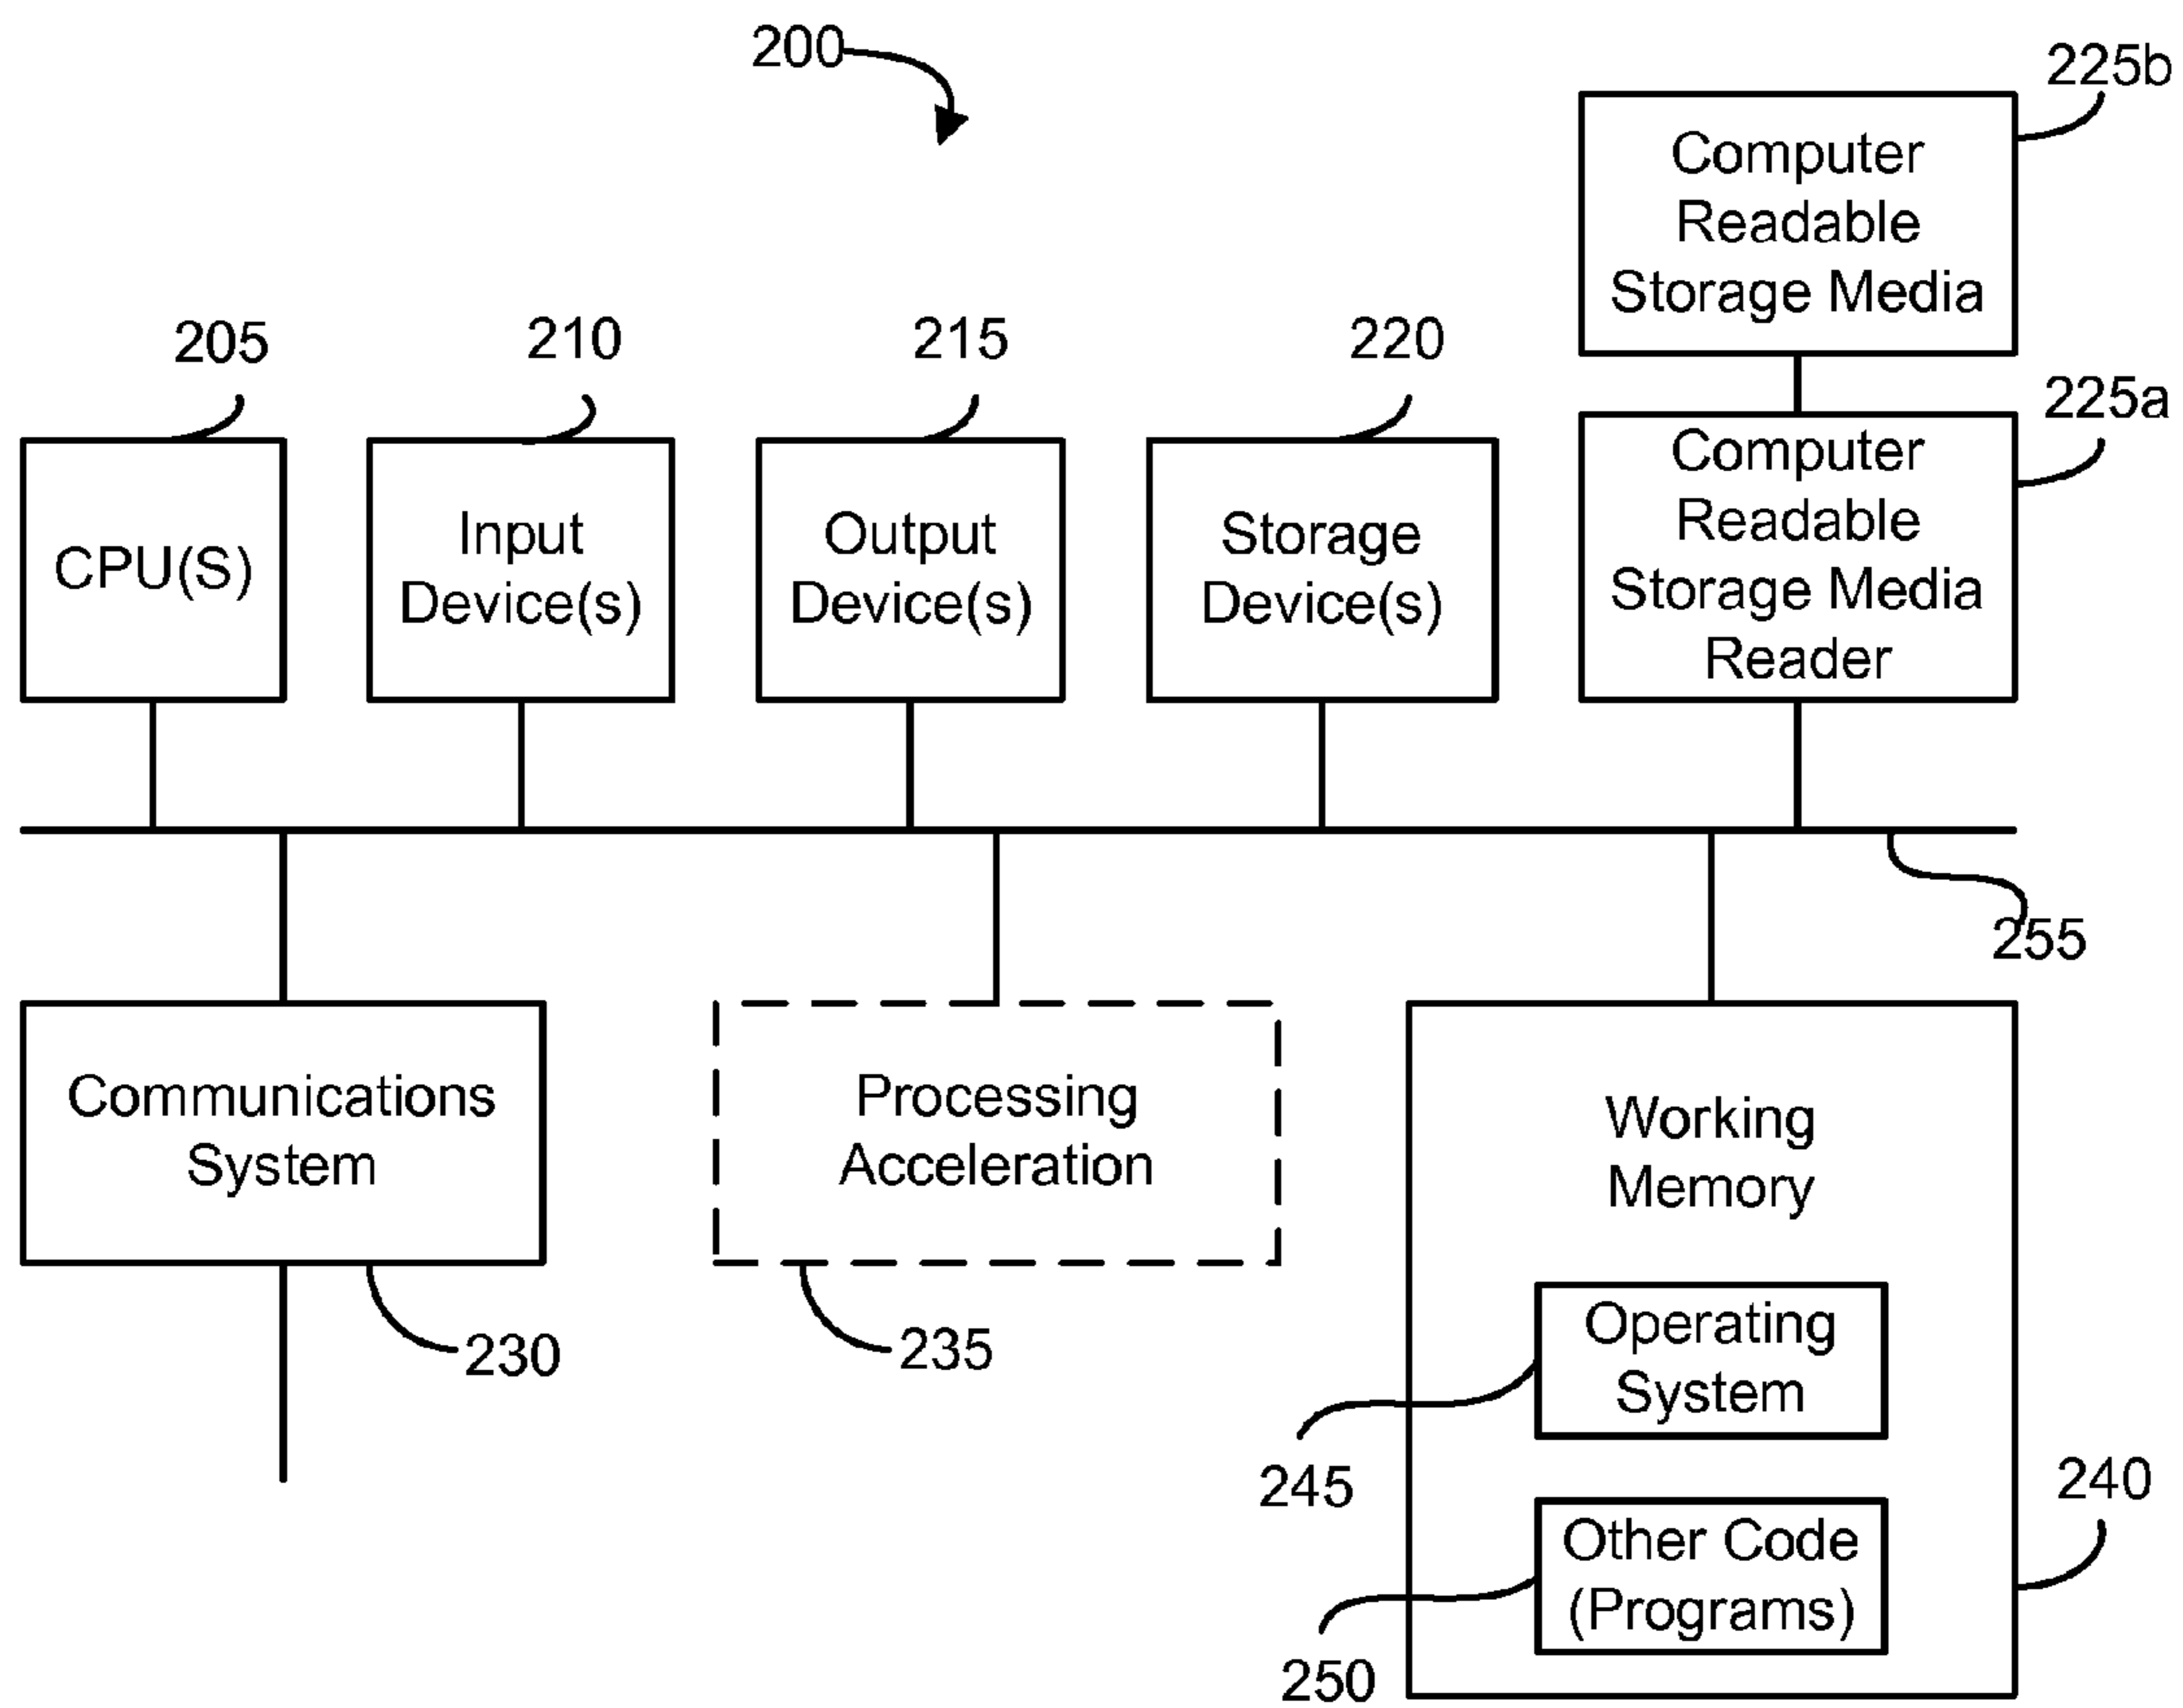 200
225b
Computer
Readable
Storage Media
205
210
215
220
225a
CPU(S)
Input
Device(s)
Output
Device(s)
Storage
Device(s)
Computer
Readable
Storage Media
Reader
255
Communications
System
Processing
Acceleration
Working
Memory
230
235
Operating
System
245
240
Other Code
(Programs)
250